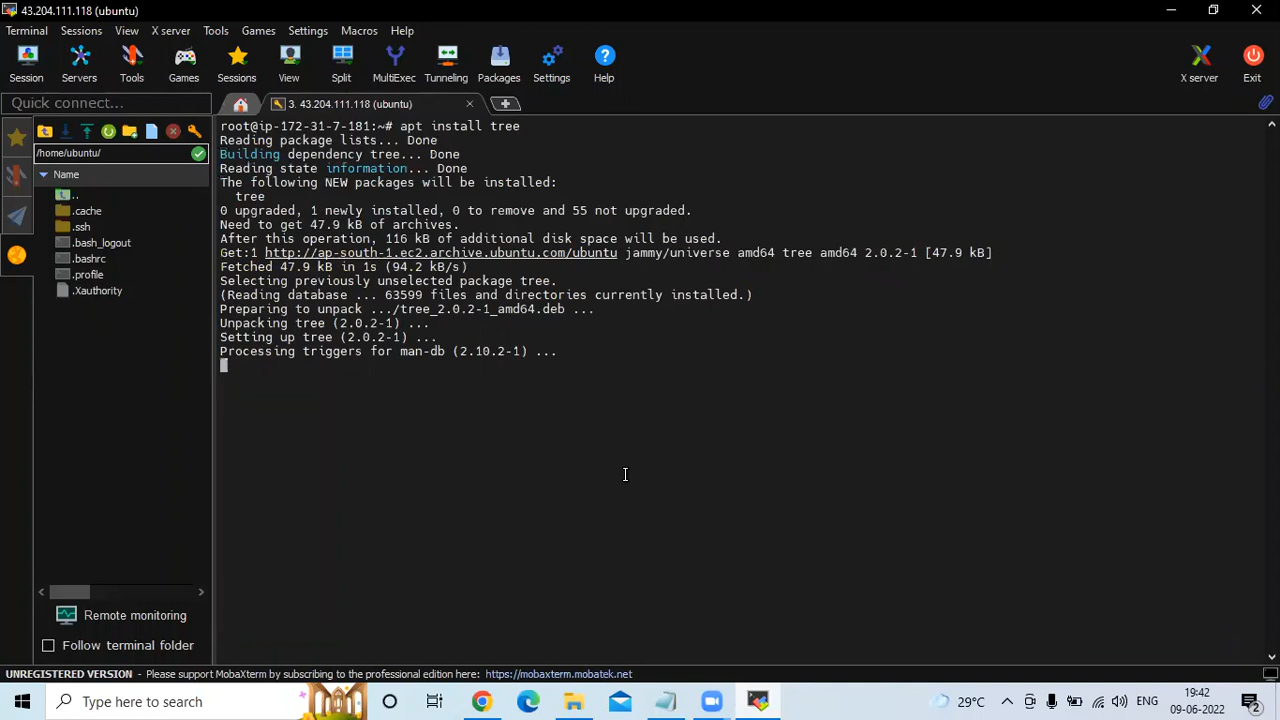 43.204.111.118 (ubuntu)
Terminal Sessions View X server Tools Games Settings Macros Help
Session Servers Tools Games Sessions View Split MultiExec Tunneling Packages Settings Help X server Exit
Quick connect...
3. 43.204.111.118 (ubuntu)
/home/ubuntu/
Name
..
.cache
.ssh
.bash_logout
.bashrc
.profile
.Xauthority
Remote monitoring
Follow terminal folder
root@ip-172-31-7-181:~# apt install tree
Reading package lists... Done
Building dependency tree... Done
Reading state information... Done
The following NEW packages will be installed:
tree
0 upgraded, 1 newly installed, 0 to remove and 55 not upgraded.
Need to get 47.9 kB of archives.
After this operation, 116 kB of additional disk space will be used.
Get:1 http://ap-south-1.ec2.archive.ubuntu.com/ubuntu jammy/universe amd64 tree amd64 2.0.2-1 [47.9 kB]
Fetched 47.9 kB in 1s (94.2 kB/s)
Selecting previously unselected package tree.
(Reading database ... 63599 files and directories currently installed.)
Preparing to unpack .../tree_2.0.2-1_amd64.deb ...
Unpacking tree (2.0.2-1) ...
Setting up tree (2.0.2-1) ...
Processing triggers for man-db (2.10.2-1) ...
UNREGISTERED VERSION - Please support MobaXterm by subscribing to the professional edition here: https://mobaxterm.mobatek.net
Type here to search
29°C
ENG
19:42
09-06-2022
2